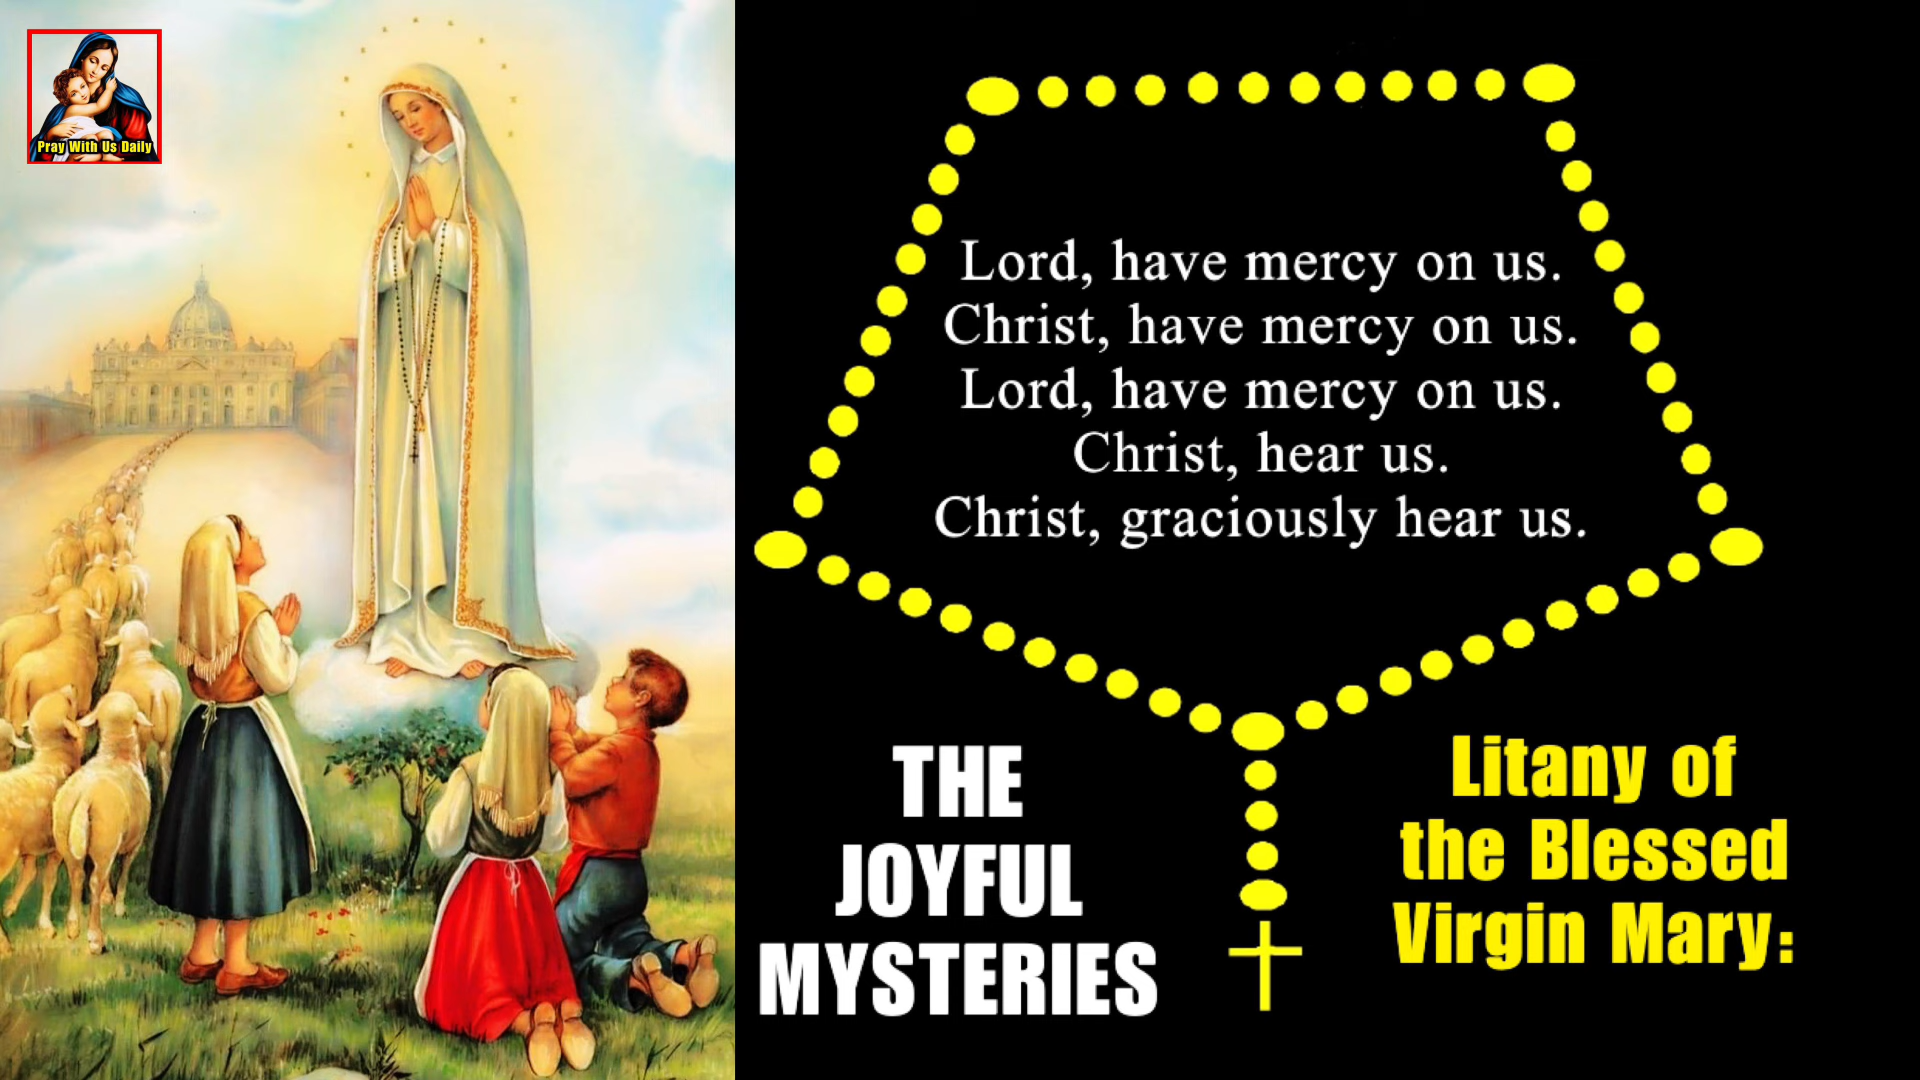 Pray With Us Daily
Lord, have mercy on us.
Christ, have mercy on us.
Lord, have mercy on us.
Christ, hear us.
Christ, graciously hear us.
THE
JOYFUL
MYSTERIES
Litany of
the Blessed
Virgin Mary: